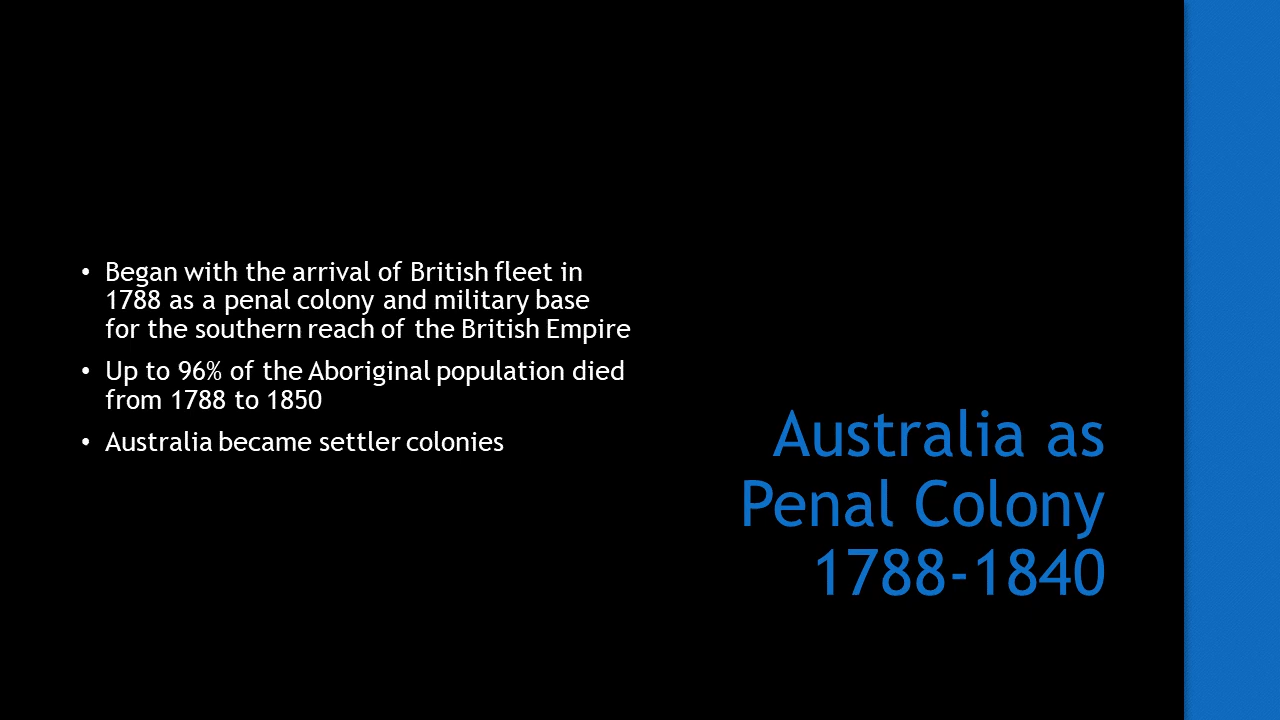 • Began with the arrival of British fleet in
1788 as a penal colony and military base
for the southern reach of the British Empire
• Up to 96% of the Aboriginal population died
from 1788 to 1850
• Australia became settler colonies
Australia as
Penal Colony
1788-1840